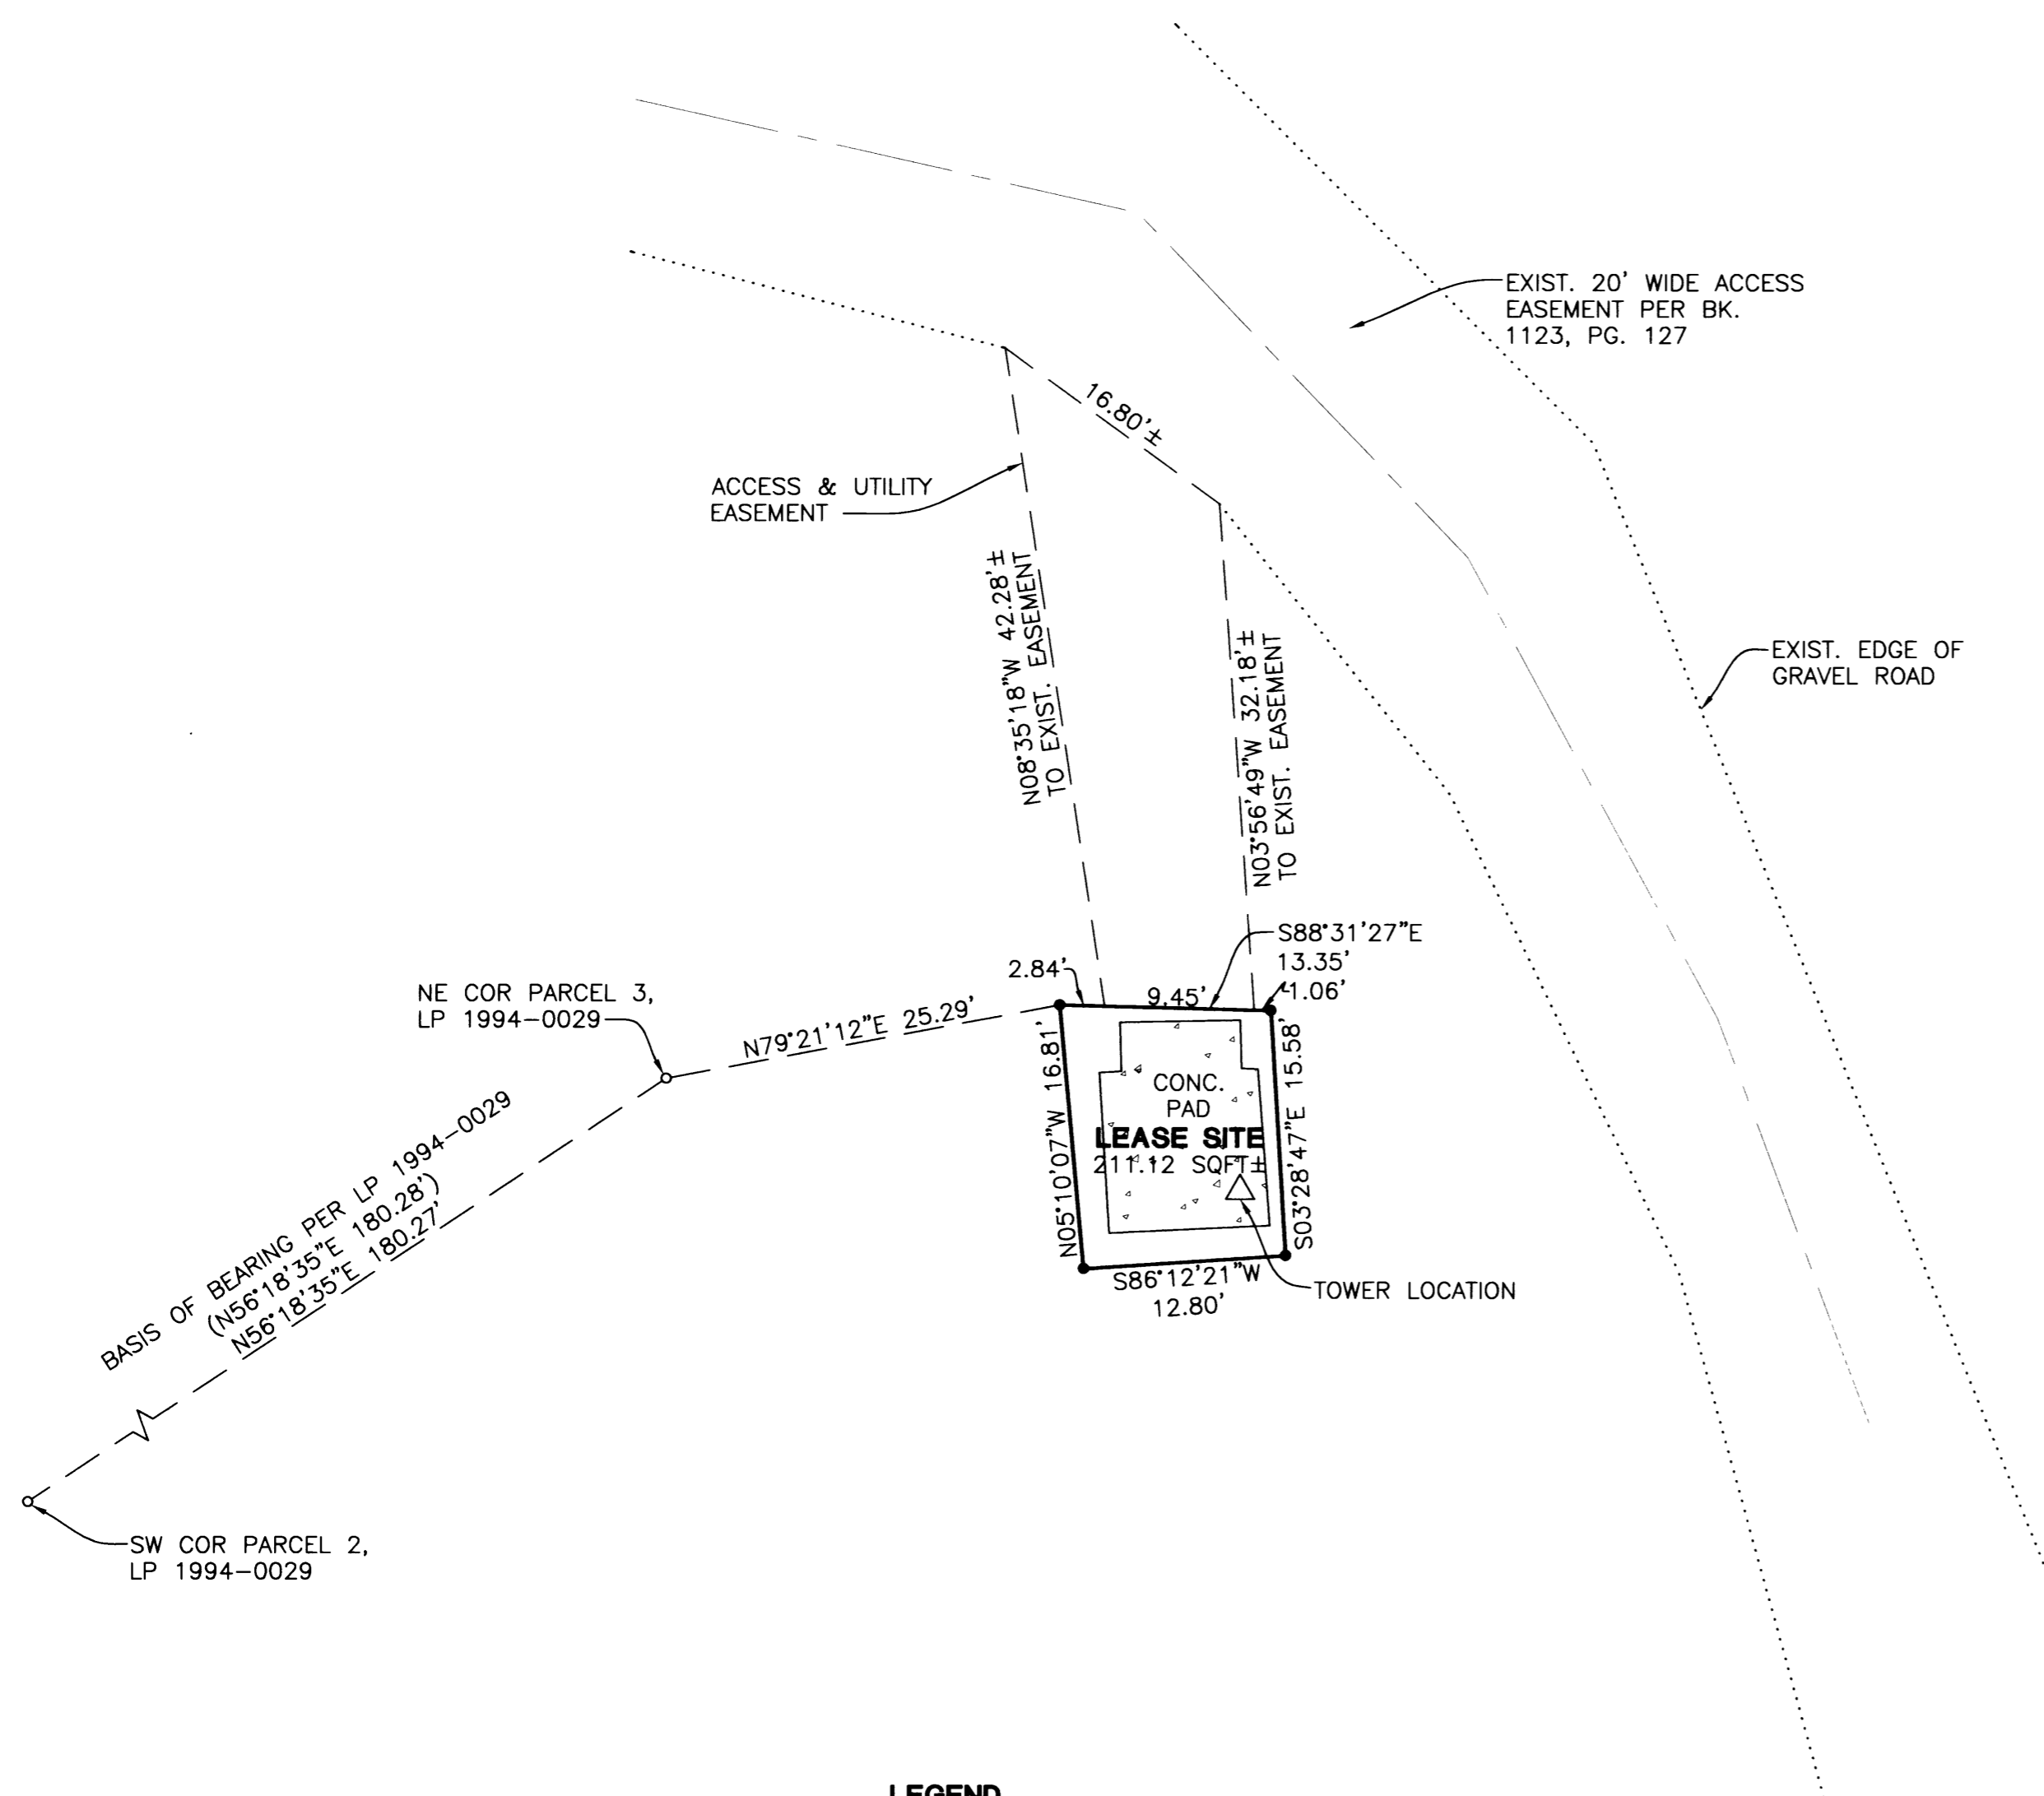 EXIST. 20' WIDE ACCESS
EASEMENT PER BK.
1123, PG. 127
16.80'±
ACCESS & UTILITY
EASEMENT
N08°35'18"W 42.28'±
TO EXIST. EASEMENT
N03°56'49"W 32.18'±
TO EXIST. EASEMENT
EXIST. EDGE OF
GRAVEL ROAD
S88°31'27"E
13.35'
1.06'
2.84'
9.45'
NE COR PARCEL 3,
LP 1994-0029
N79°21'12"E 25.29'
N05°10'07"W 16.81'
S03°28'47"E 15.58'
CONC.
PAD
LEASE SITE
211.12 SQFT±
S86°12'21"W
12.80'
TOWER LOCATION
BASIS OF BEARING PER LP 1994-0029
(N56°18'35"E 180.28')
N56°18'35"E 180.27'
SW COR PARCEL 2,
LP 1994-0029
LEGEND